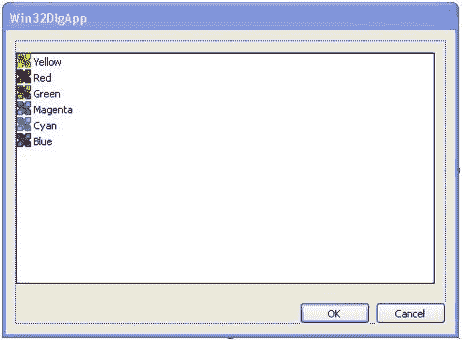 Win32DlgApp
Yellow
Red
Green
Magenta
Cyan
Blue
OK
Cancel